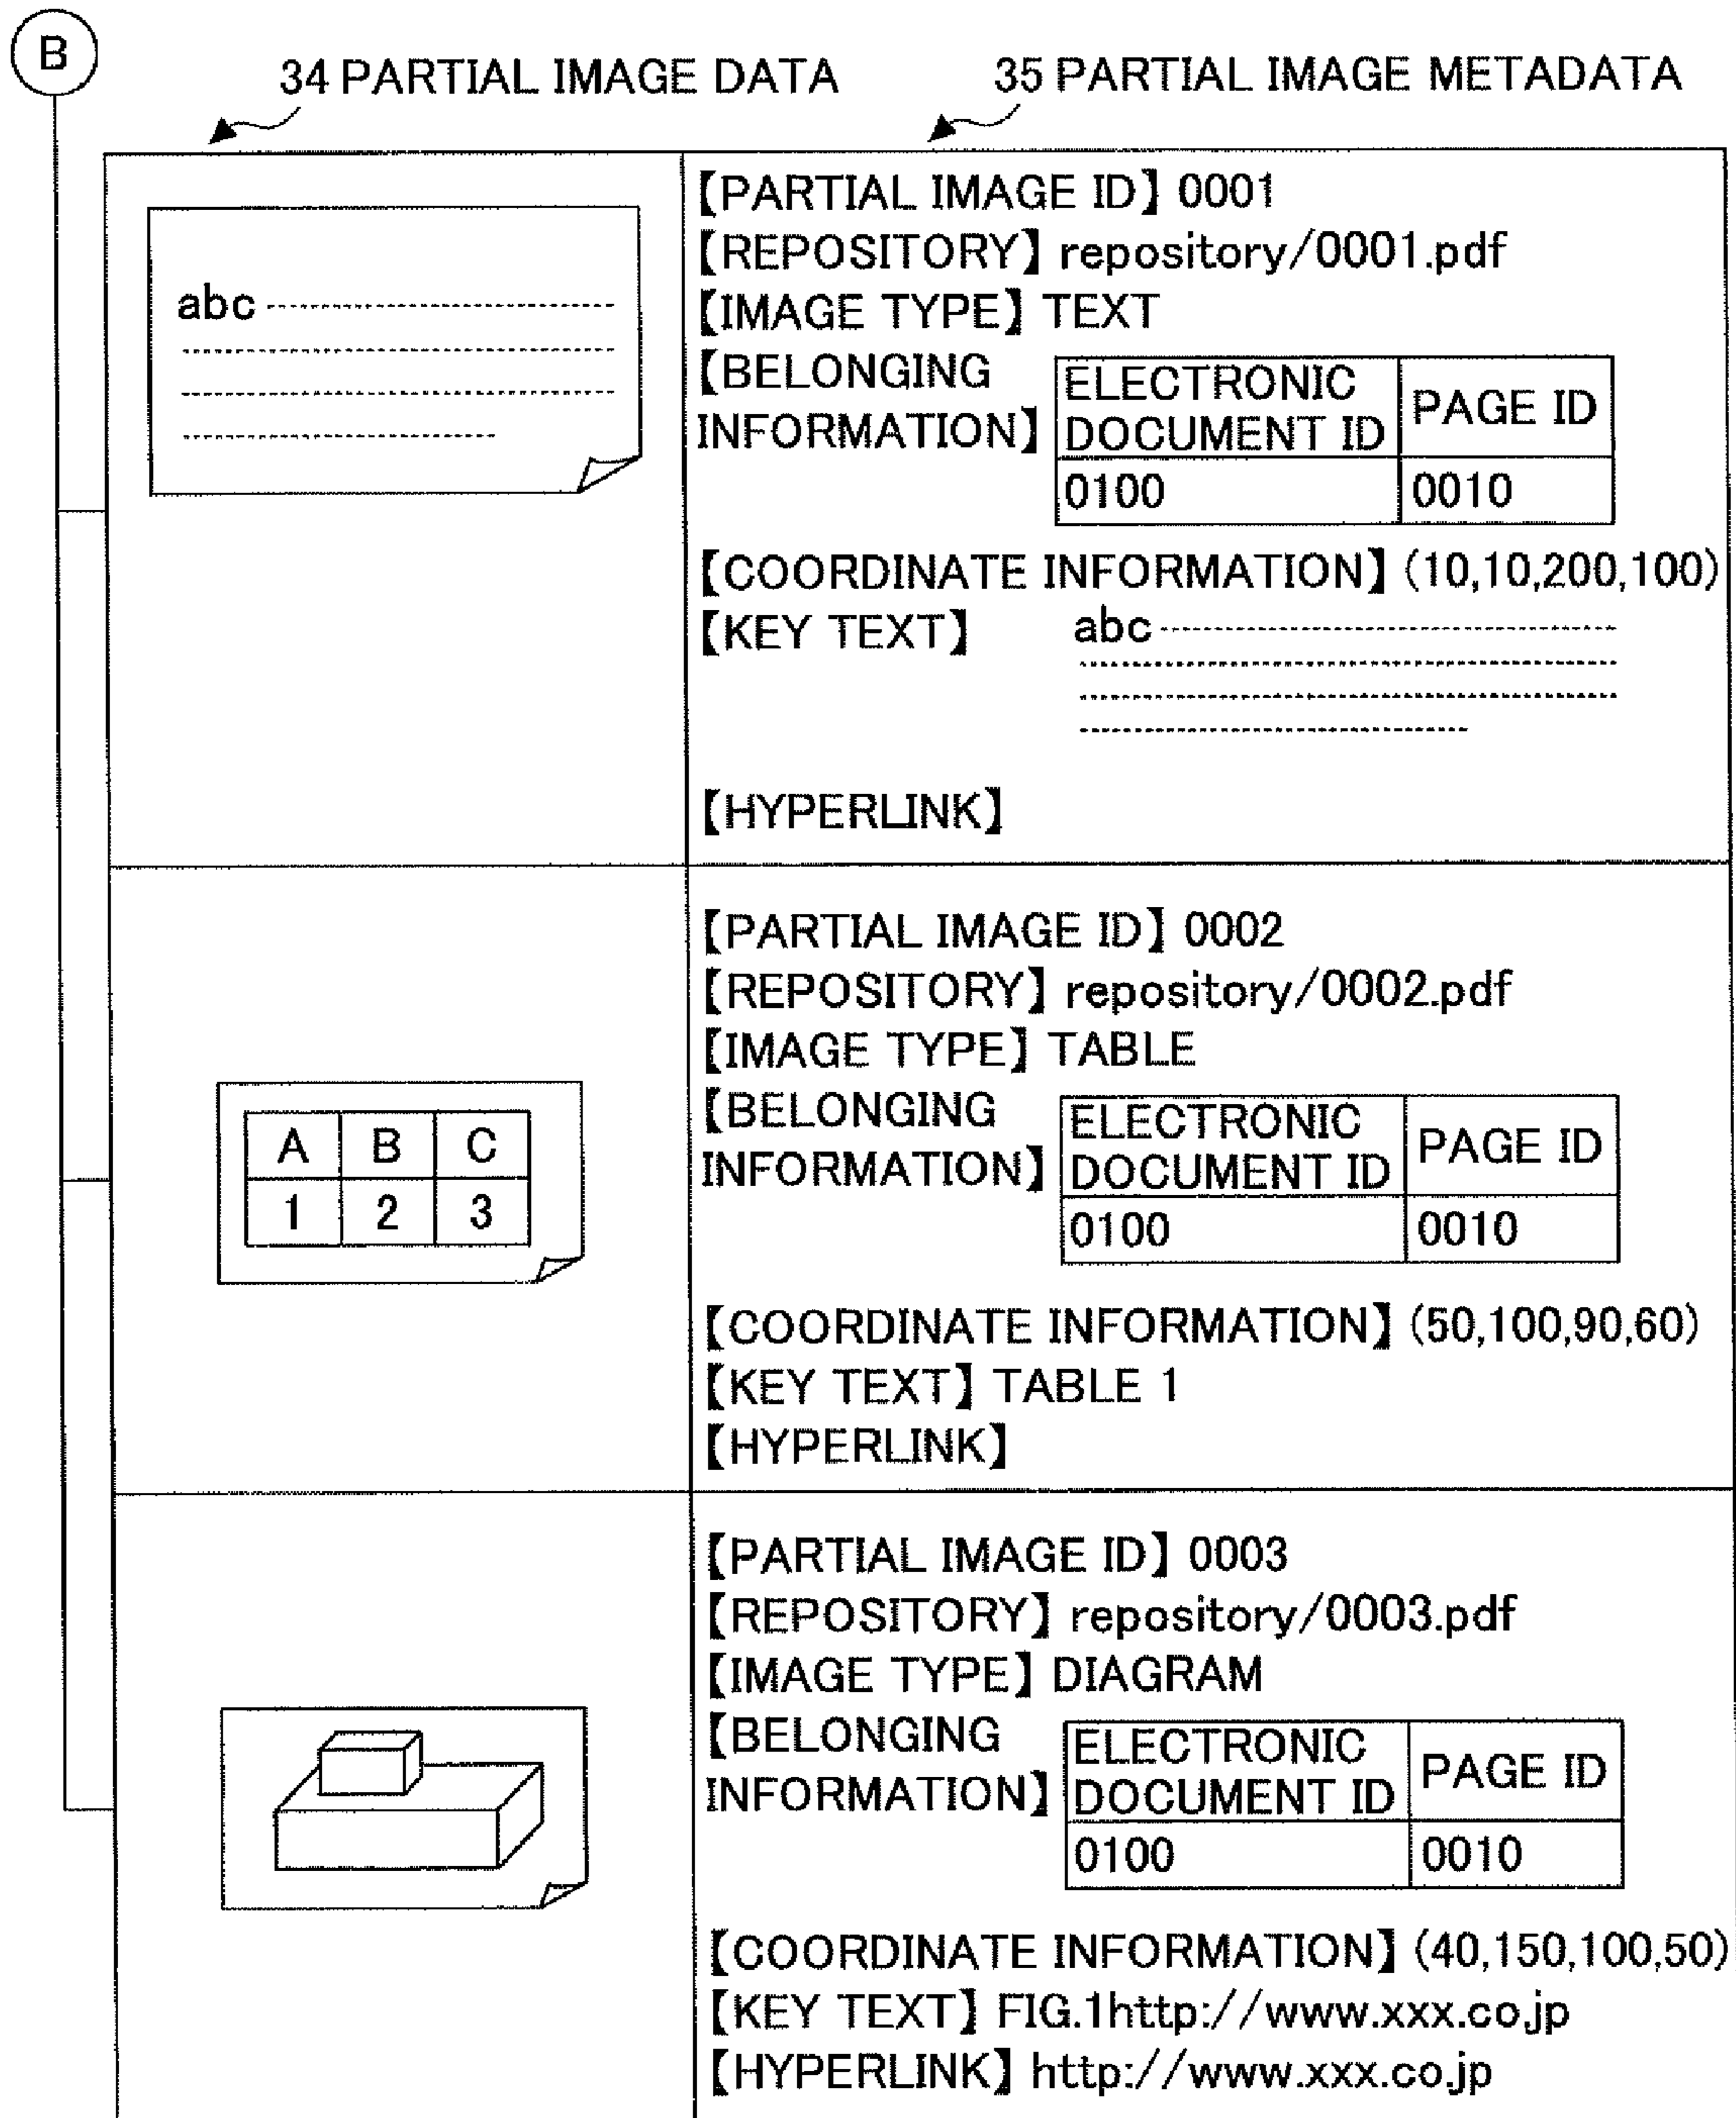 B
34 PARTIAL IMAGE DATA
35 PARTIAL IMAGE METADATA
abc
【PARTIAL IMAGE ID】 0001
【REPOSITORY】 repository/0001.pdf
【IMAGE TYPE】 TEXT
【BELONGING
INFORMATION】
ELECTRONIC
DOCUMENT ID
PAGE ID
0100
0010
【COORDINATE INFORMATION】 (10,10,200,100)
【KEY TEXT】 abc
【HYPERLINK】
A B C
1 2 3
【PARTIAL IMAGE ID】 0002
【REPOSITORY】 repository/0002.pdf
【IMAGE TYPE】 TABLE
【BELONGING
INFORMATION】
ELECTRONIC
DOCUMENT ID
PAGE ID
0100
0010
【COORDINATE INFORMATION】 (50,100,90,60)
【KEY TEXT】 TABLE 1
【HYPERLINK】
【PARTIAL IMAGE ID】 0003
【REPOSITORY】 repository/0003.pdf
【IMAGE TYPE】 DIAGRAM
【BELONGING
INFORMATION】
ELECTRONIC
DOCUMENT ID
PAGE ID
0100
0010
【COORDINATE INFORMATION】 (40,150,100,50)
【KEY TEXT】 FIG.1http://www.xxx.co.jp
【HYPERLINK】 http://www.xxx.co.jp